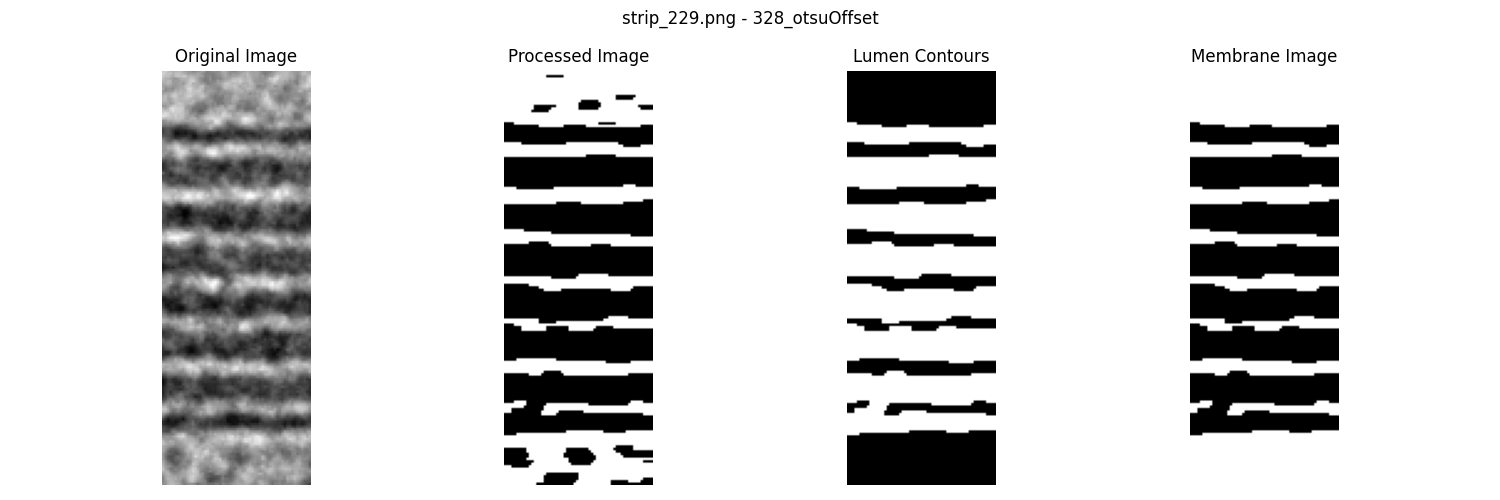 strip_229.png - 328_otsuOffset
Original Image
Processed Image
Lumen Contours
Membrane Image